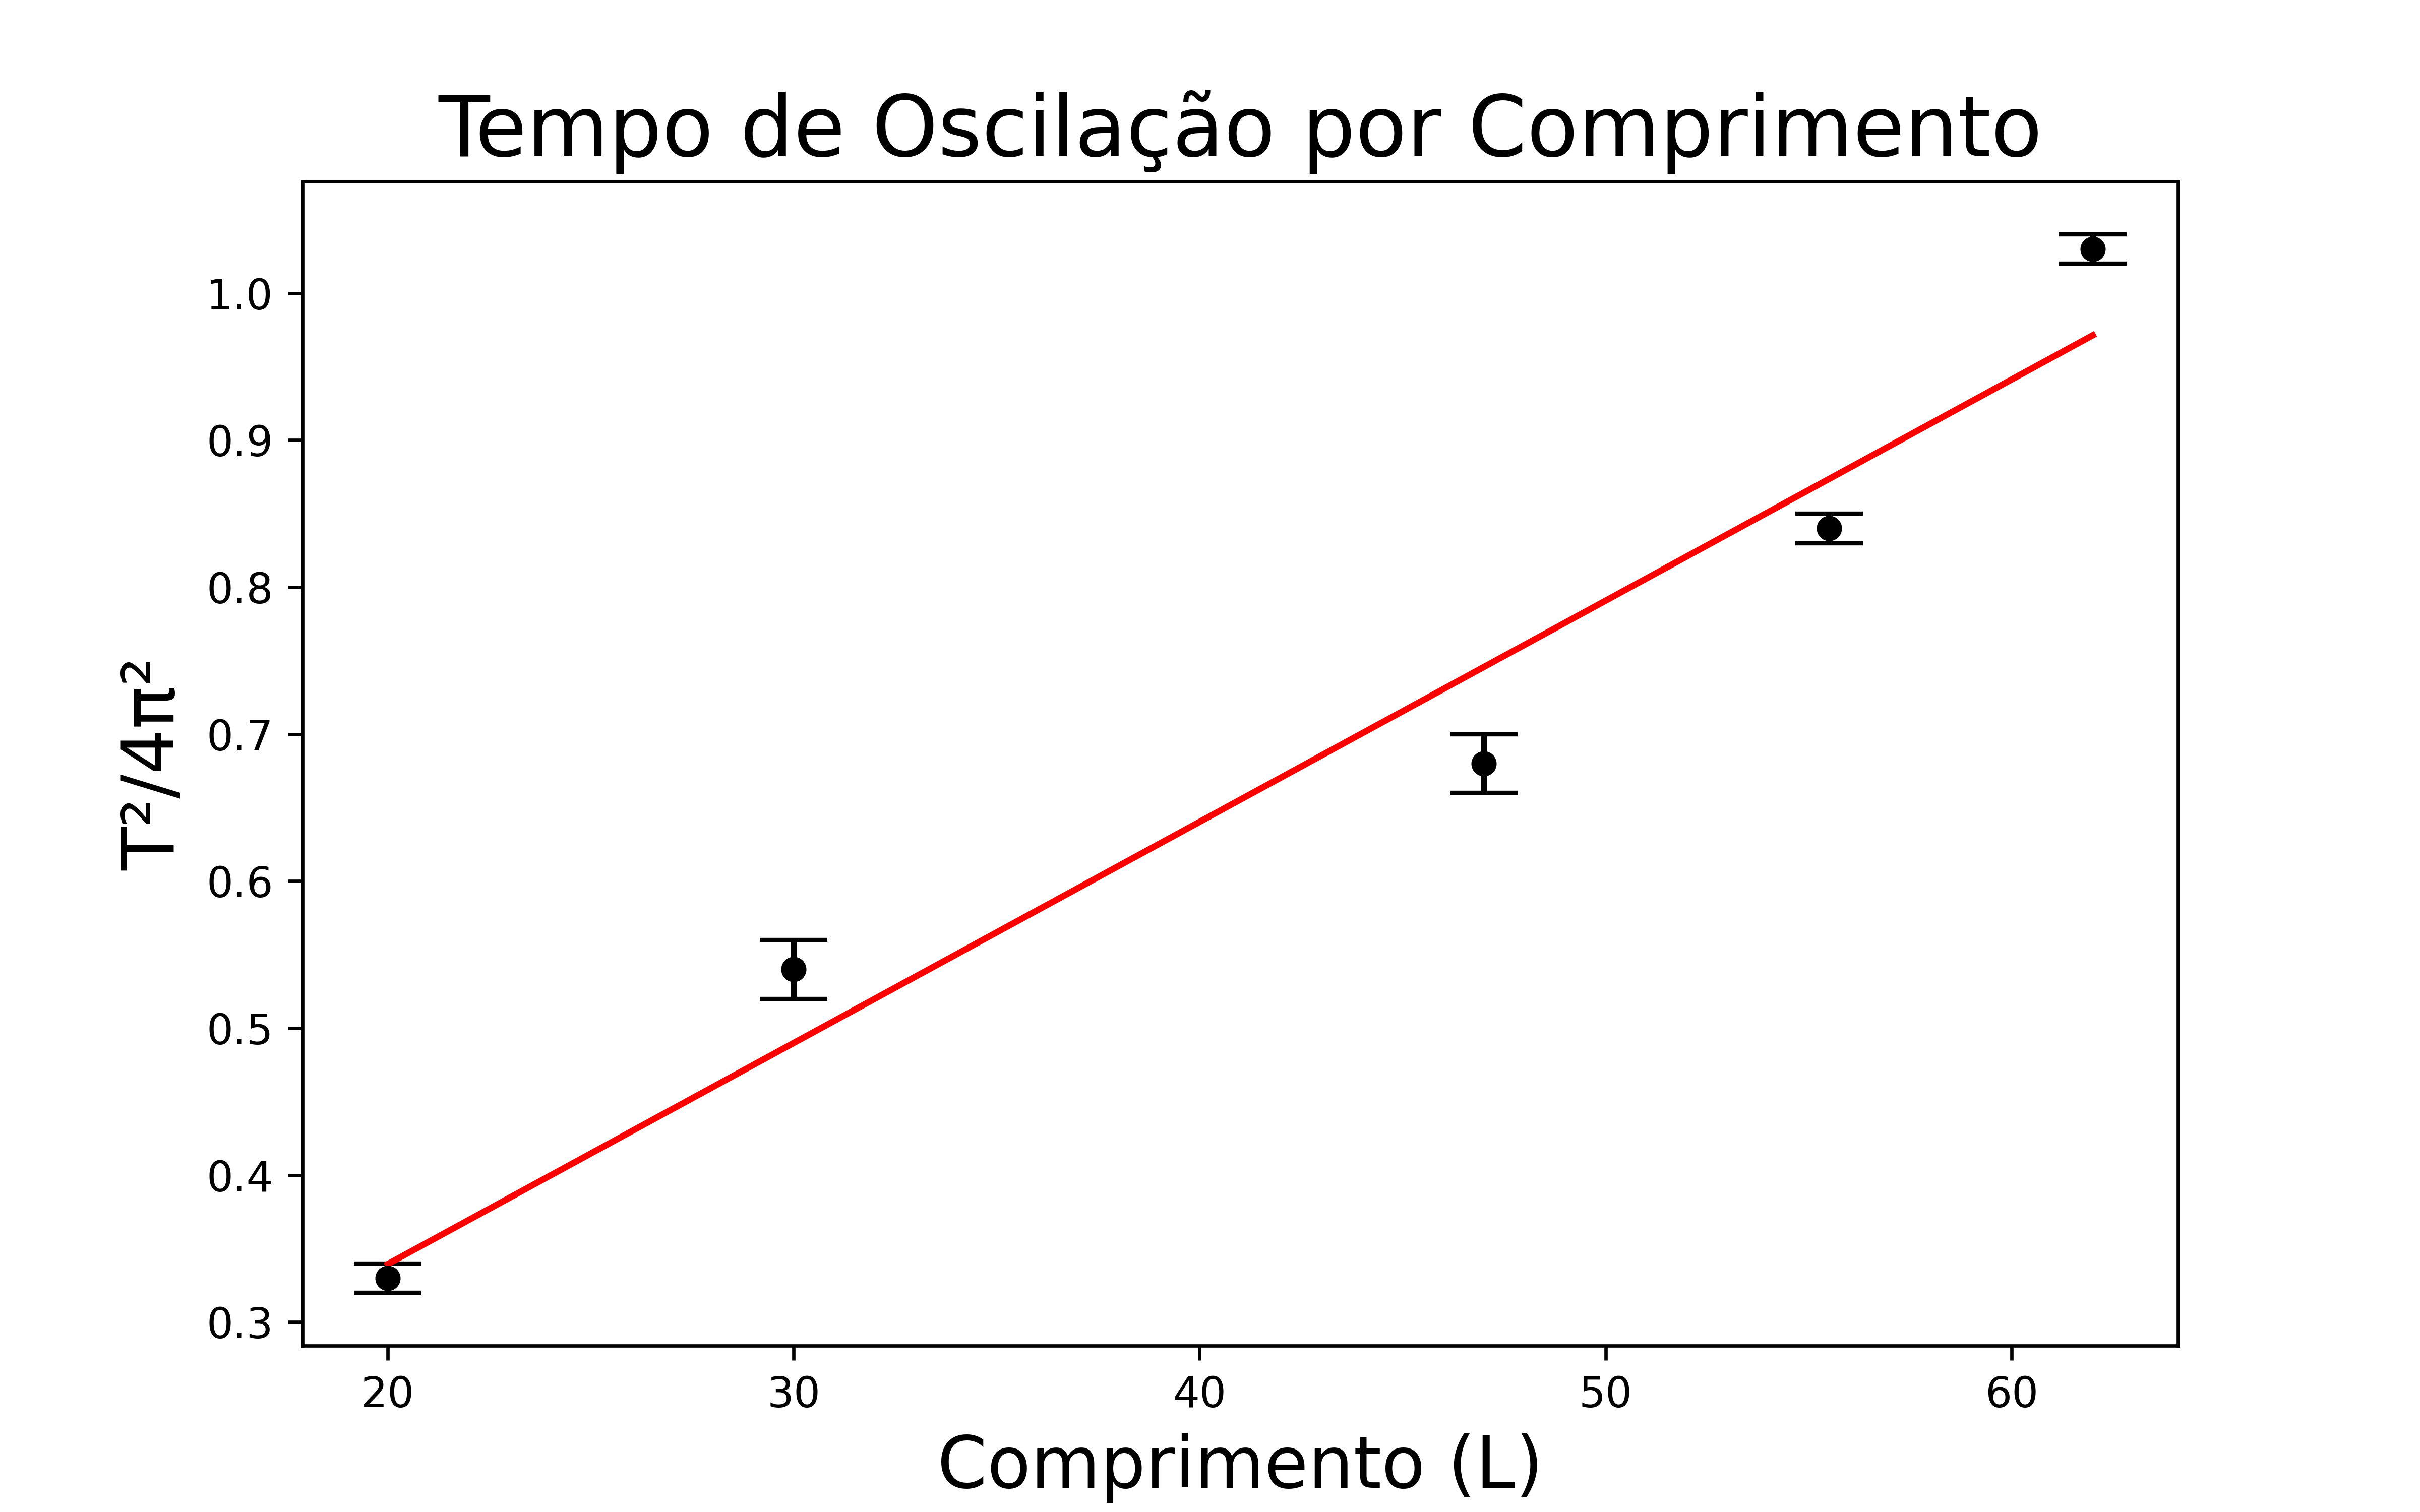 Tempo de Oscilação por Comprimento
T²/4π²
1.0
0.9
0.8
0.7
0.6
0.5
0.4
0.3
20 30 40 50 60
Comprimento (L)